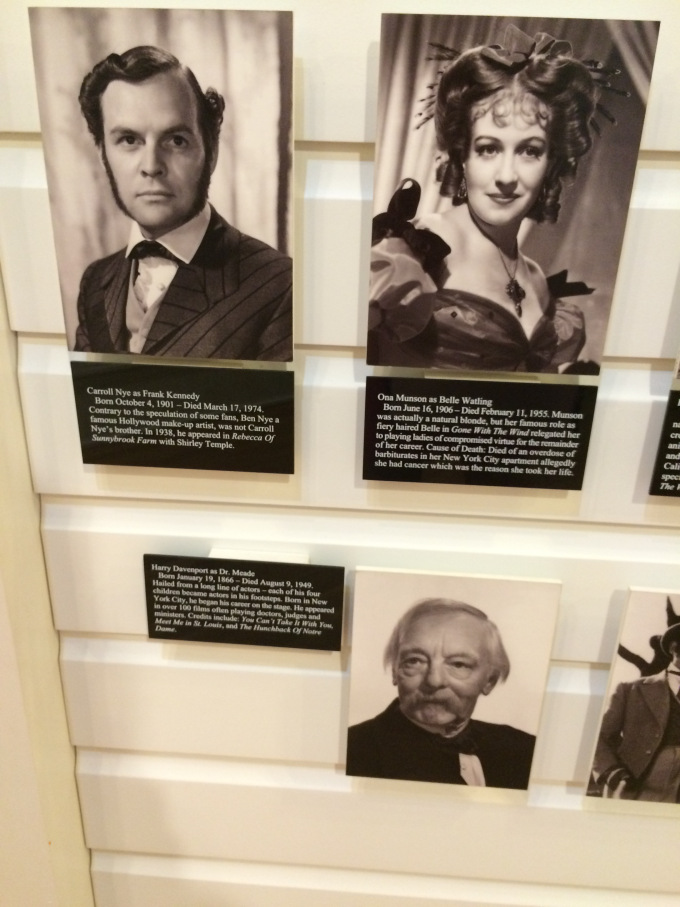 Carroll Nye as Frank Kennedy
Born October 4, 1901 – Died March 17, 1974.
Contrary to the speculation of some fans, Ben Nye a
famous Hollywood make-up artist, was not Carroll
Nye's brother. In 1938, he appeared in Rebecca Of
Sunnybrook Farm with Shirley Temple.
Ona Munson as Belle Watling
Born June 16, 1906 – Died February 11, 1955. Munson
was actually a natural blonde, but her famous role as
fiery haired Belle in Gone With The Wind relegated her
to playing ladies of compromised virtue for the remainder
of her career. Cause of Death: Died of an overdose of
barbiturates in her New York City apartment allegedly
she had cancer which was the reason she took her life.
Harry Davenport as Dr. Meade
Born January 19, 1866 – Died August 9, 1949.
Hailed from a long line of actors – each of his four
children became actors in his footsteps. Born in New
York City, he began his career on the stage. He appeared
in over 100 films often playing doctors, judges and
ministers. Credits include: You Can't Take It With You,
Meet Me in St. Louis, and The Hunchback Of Notre
Dame.